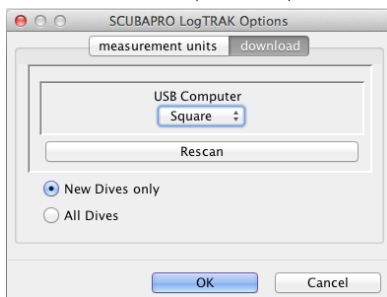 SCUBAPRO LogTRAK Options
measurement units download
USB Computer
Square
Rescan
New Dives only
All Dives
OK Cancel